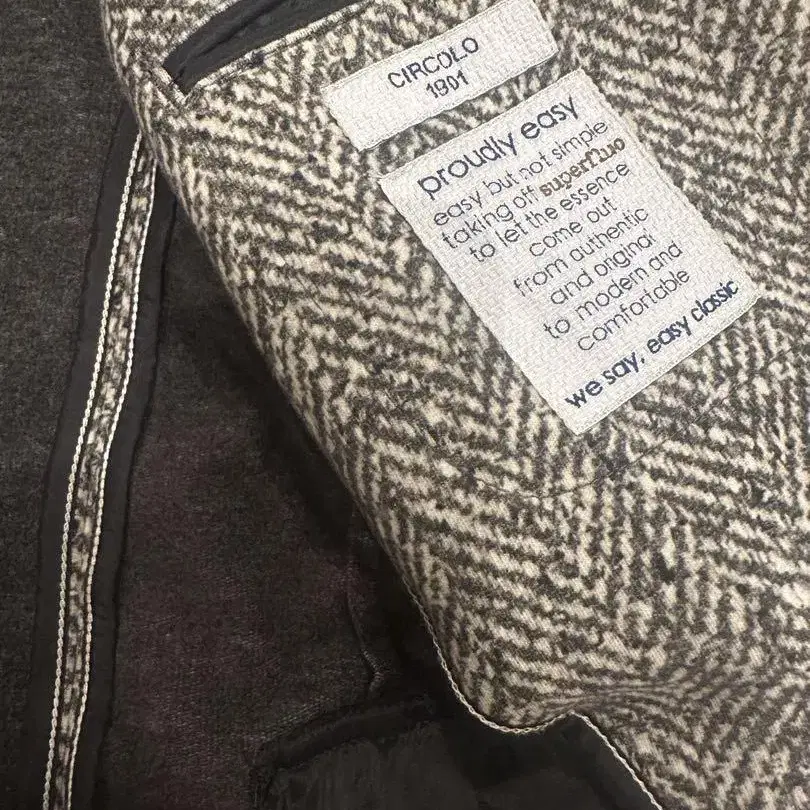 CIRCOLO
1901
proudly easy
easy but not simple
taking off superfluo
to let the essence
come out
from authentic
and original
to modern and
comfortable
we say, easy classic